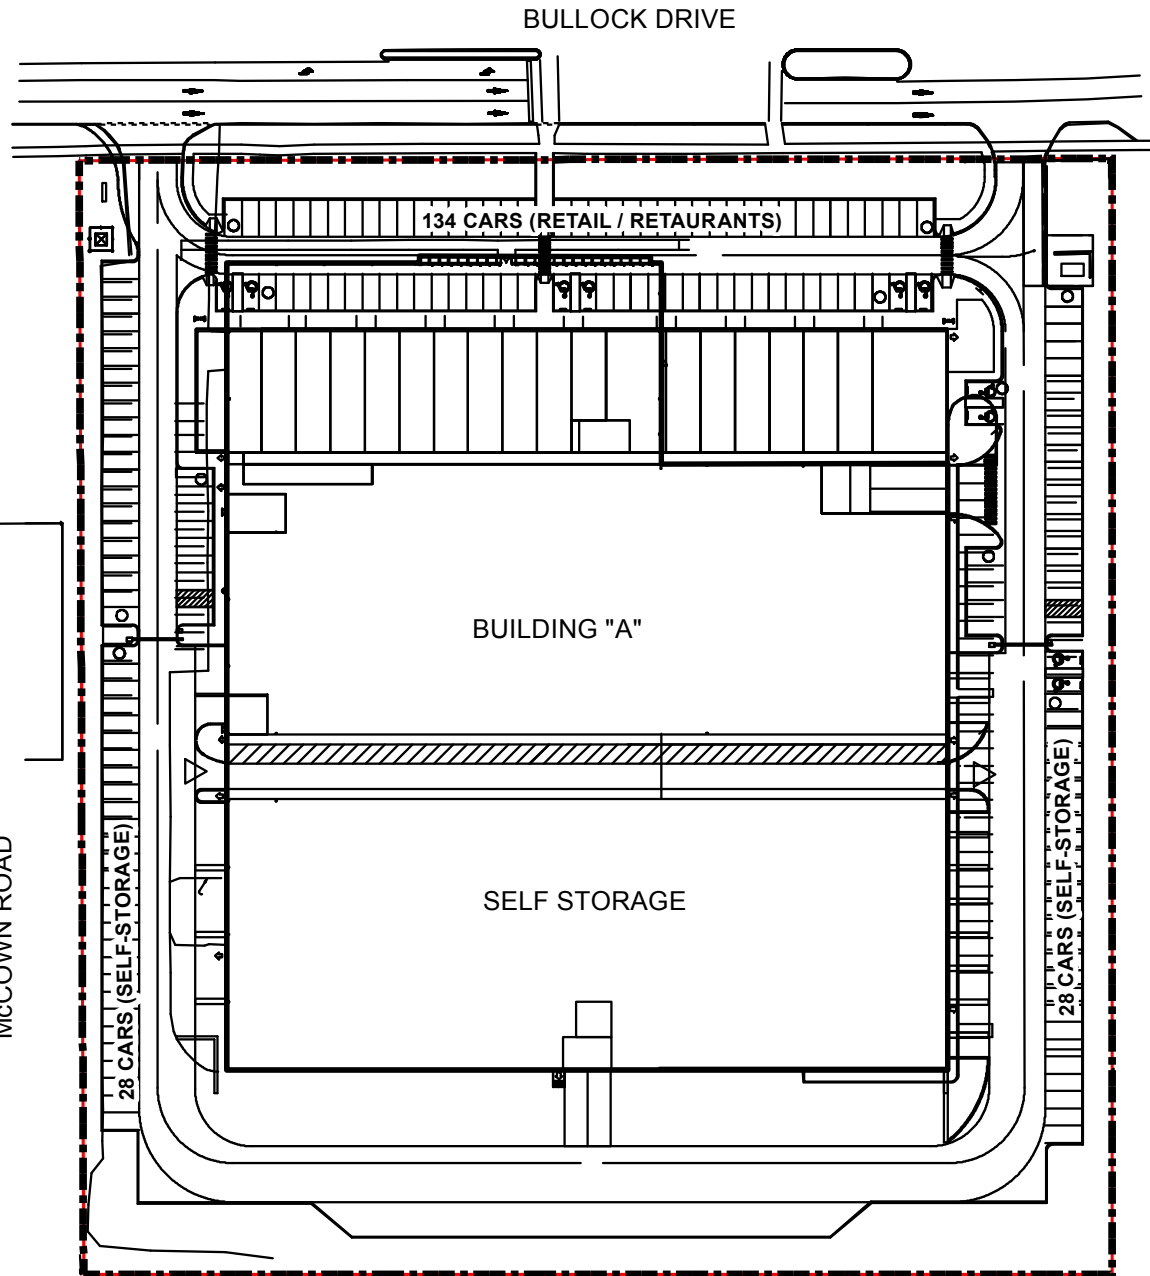 BULLOCK DRIVE
134 CARS (RETAIL / RETAURANTS)
BUILDING "A"
SELF STORAGE
McCOWN ROAD
28 CARS (SELF-STORAGE)
28 CARS (SELF-STORAGE)